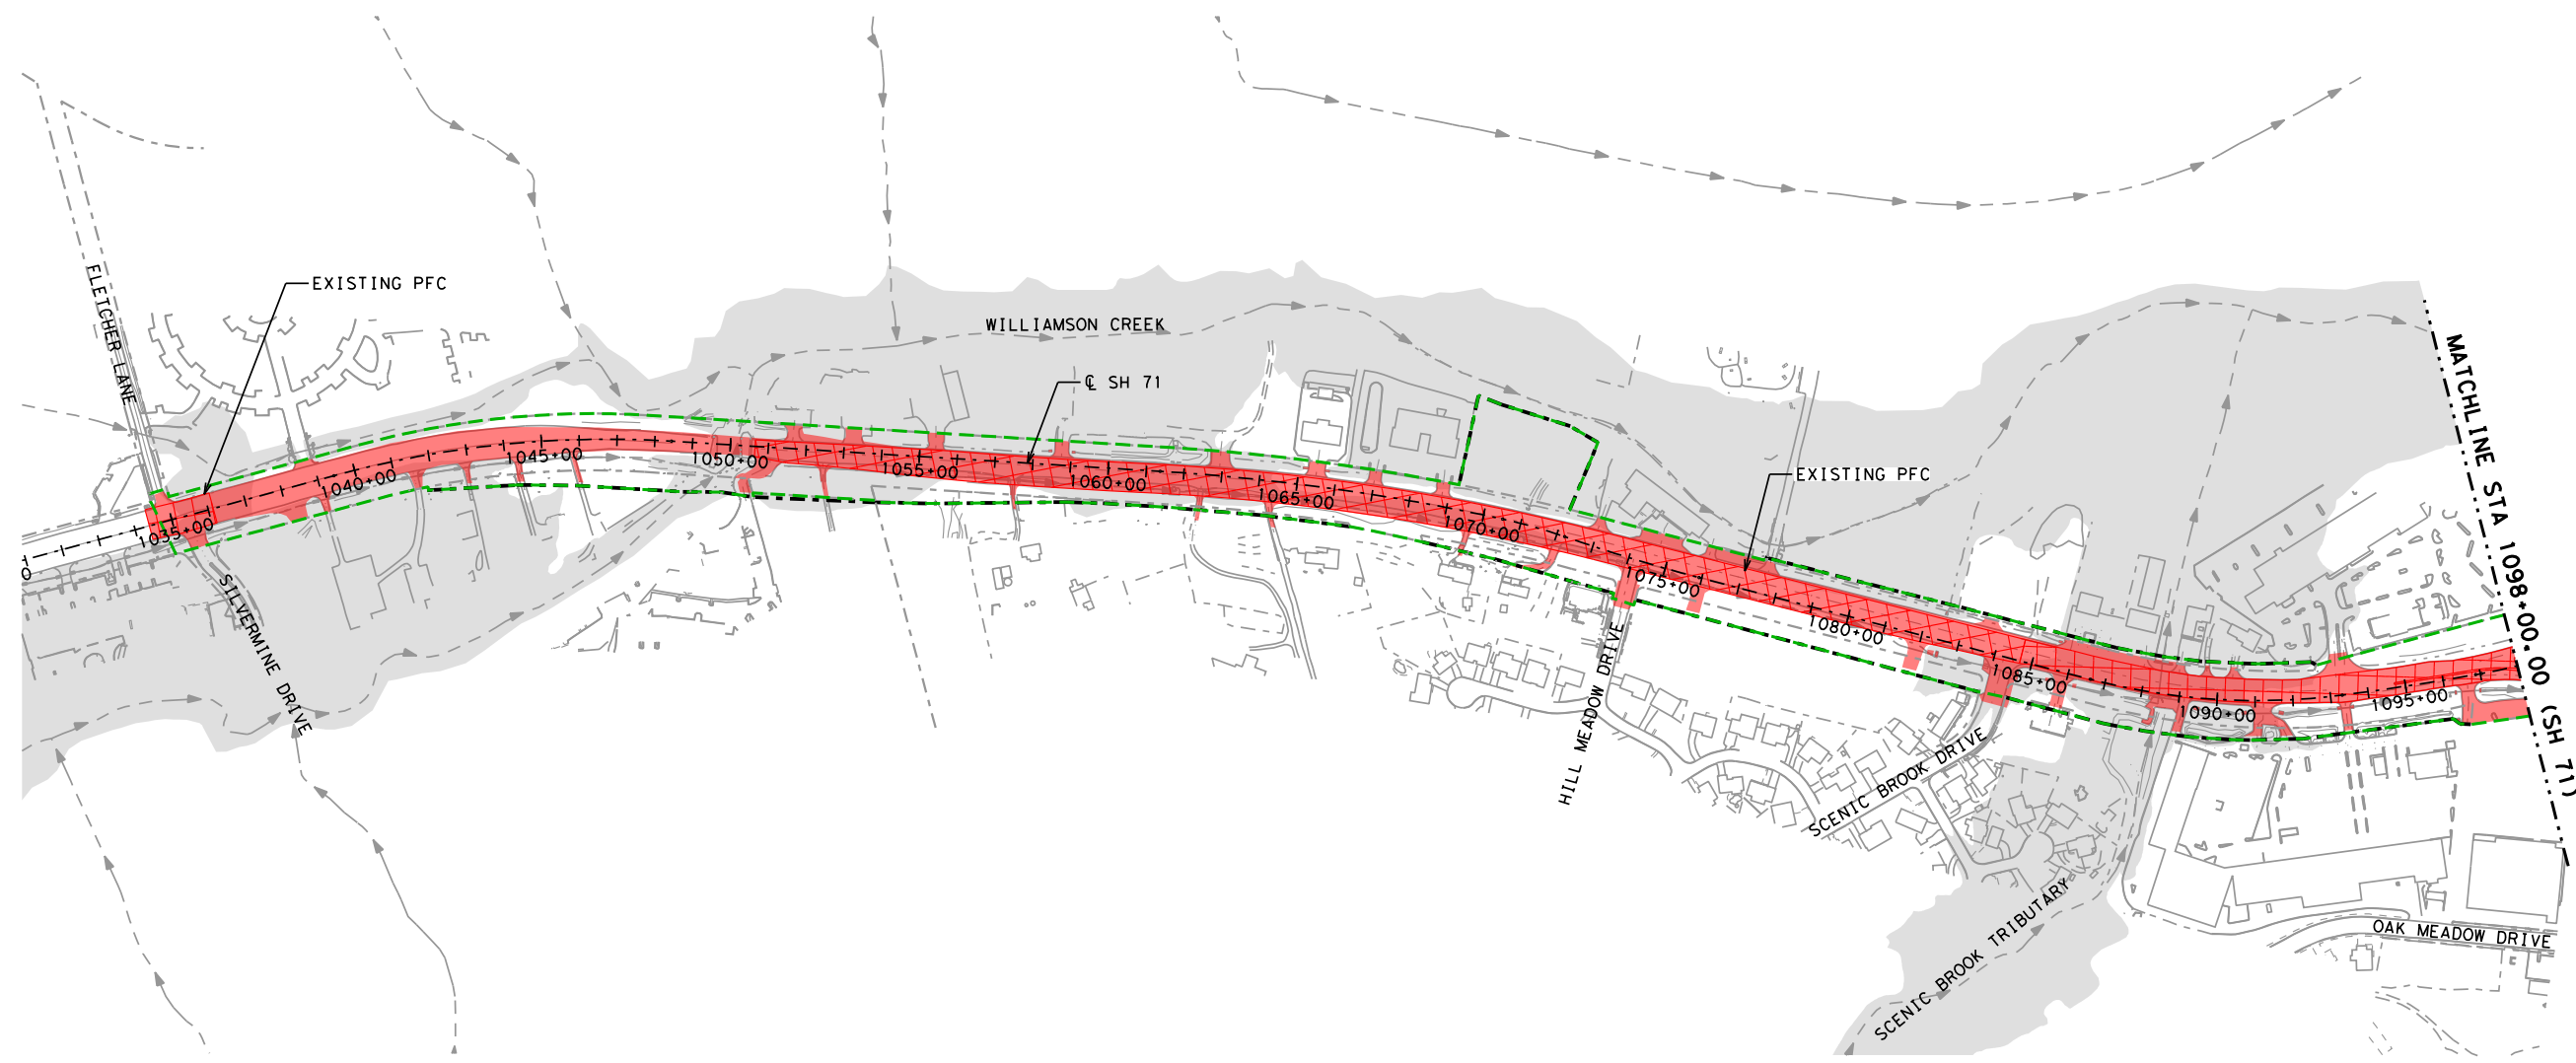 EXISTING PFC
FLETCHER LANE
WILLIAMSON CREEK
℄ SH 71
MATCHLINE STA 1098+00.00 (SH 71)
EXISTING PFC
0
1035+00
1040+00
1045+00
1050+00
1055+00
1060+00
1065+00
1070+00
1075+00
1080+00
1085+00
1090+00
1095+00
SILVERMINE DRIVE
HILL MEADOW DRIVE
SCENIC BROOK DRIVE
SCENIC BROOK TRIBUTARY
OAK MEADOW DRIVE